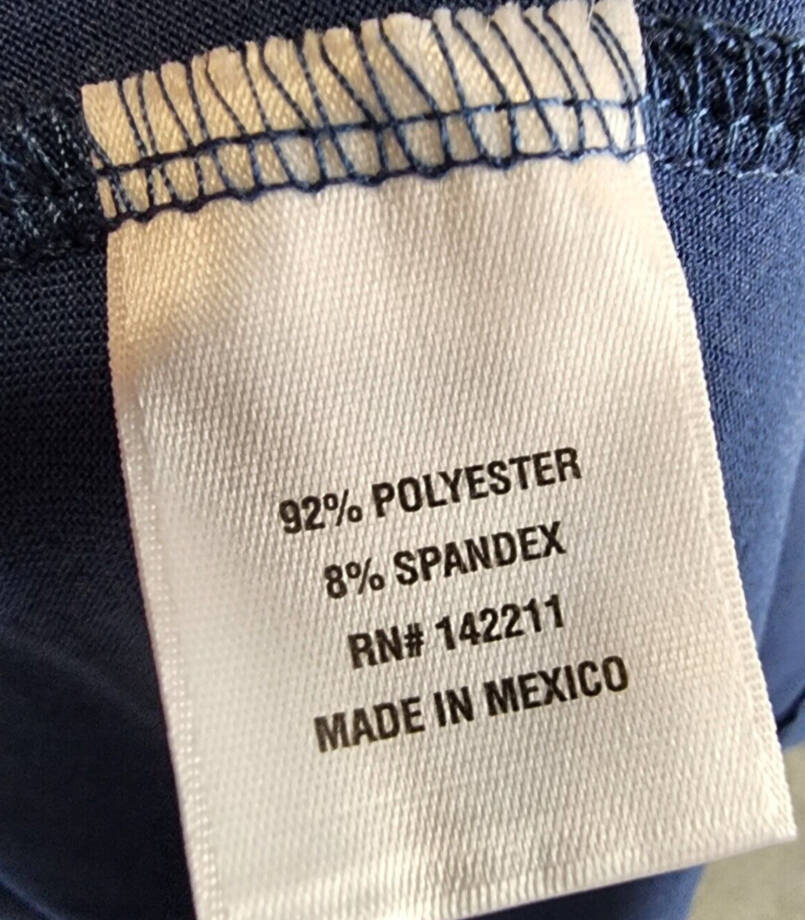 92% POLYESTER
8% SPANDEX
RN# 142211
MADE IN MEXICO